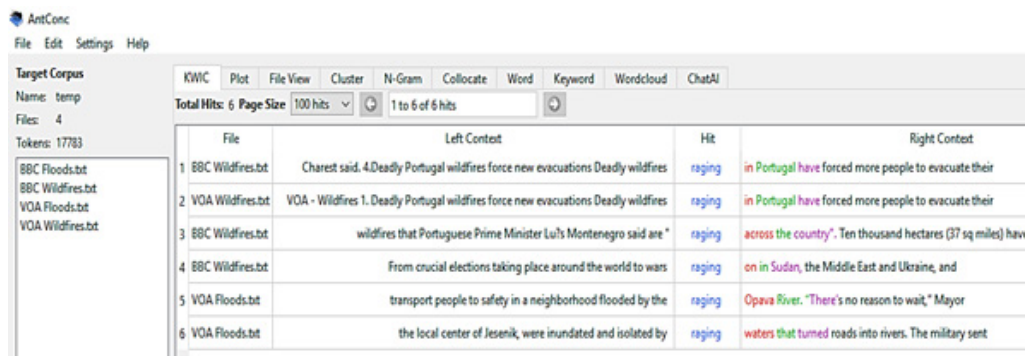 AntConc
File Edit Settings Help
Target Corpus
Name: temp
Files: 4
Tokens: 17783
BBC Floods.txt
BBC Wildfires.txt
VOA Floods.txt
VOA Wildfires.txt
KWIC Plot File View Cluster N-Gram Collocate Word Keyword Wordcloud ChatAI
Total Hits: 6 Page Size 100 hits 1 to 6 of 6 hits
File Left Context Hit Right Context
1 BBC Wildfires.txt Charest said. 4.Deadly Portugal wildfires force new evacuations Deadly wildfires raging in Portugal have forced more people to evacuate their
2 VOA Wildfires.txt VOA - Wildfires 1. Deadly Portugal wildfires force new evacuations Deadly wildfires raging in Portugal have forced more people to evacuate their
3 BBC Wildfires.txt wildfires that Portuguese Prime Minister Lu?s Montenegro said are " raging across the country". Ten thousand hectares (37 sq miles) have
4 BBC Wildfires.txt From crucial elections taking place around the world to wars raging on in Sudan, the Middle East and Ukraine, and
5 VOA Floods.txt transport people to safety in a neighborhood flooded by the raging Opava River. "There's no reason to wait," Mayor
6 VOA Floods.txt the local center of Jesenik, were inundated and isolated by raging waters that turned roads into rivers. The military sent